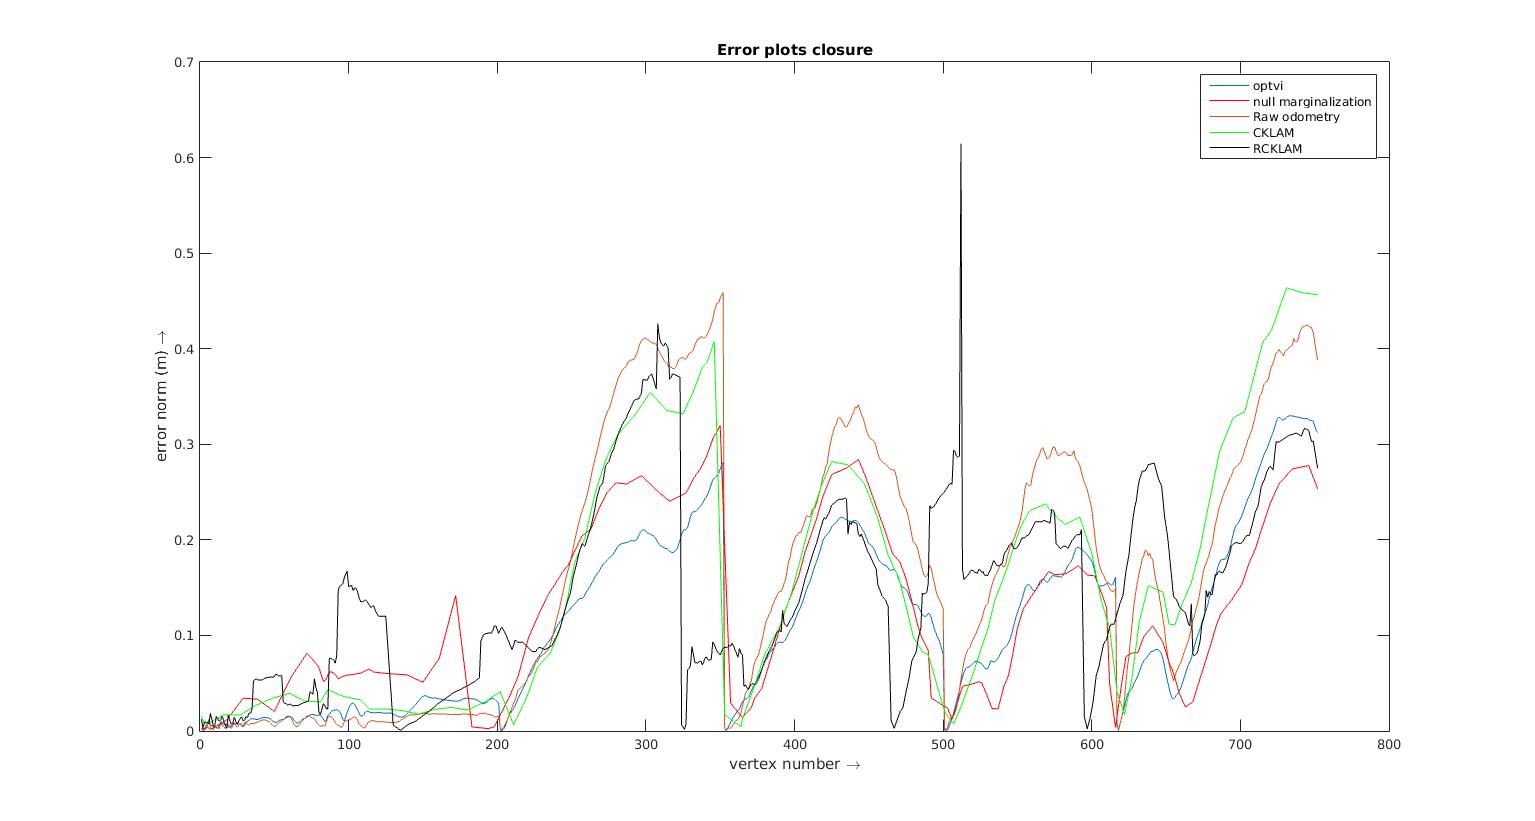 Error plots closure
0.7
0.6
0.5
0.4
0.3
0.2
0.1
0
error norm (m) →
optvi
null marginalization
Raw odometry
CKLAM
RCKLAM
0 100 200 300 400 500 600 700 800
vertex number →